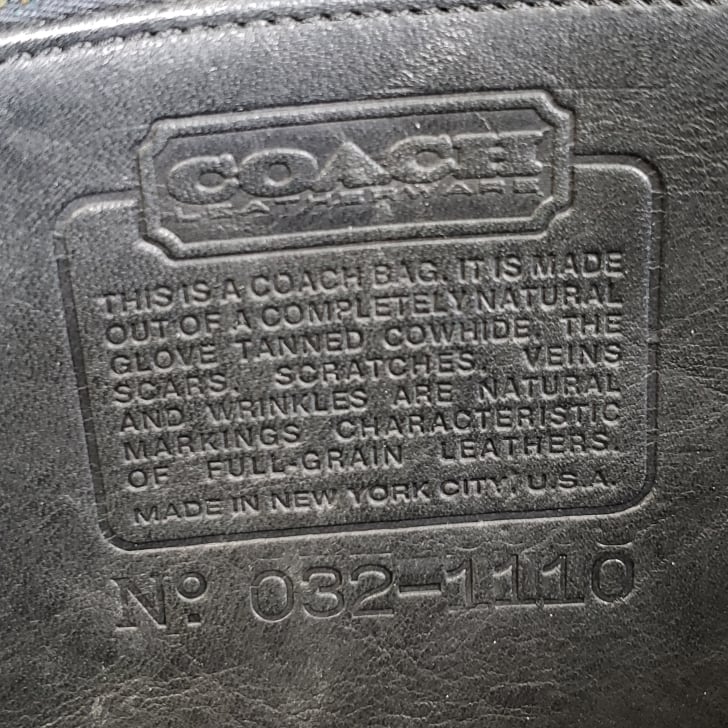 COACH
LEATHERWARE
THIS IS A COACH BAG. IT IS MADE
OUT OF A COMPLETELY NATURAL
GLOVE TANNED COWHIDE. THE
SCARS, SCRATCHES, VEINS
AND WRINKLES ARE NATURAL
MARKINGS CHARACTERISTIC
OF FULL-GRAIN LEATHERS.
MADE IN NEW YORK CITY, U.S.A.
Nº 032-1110